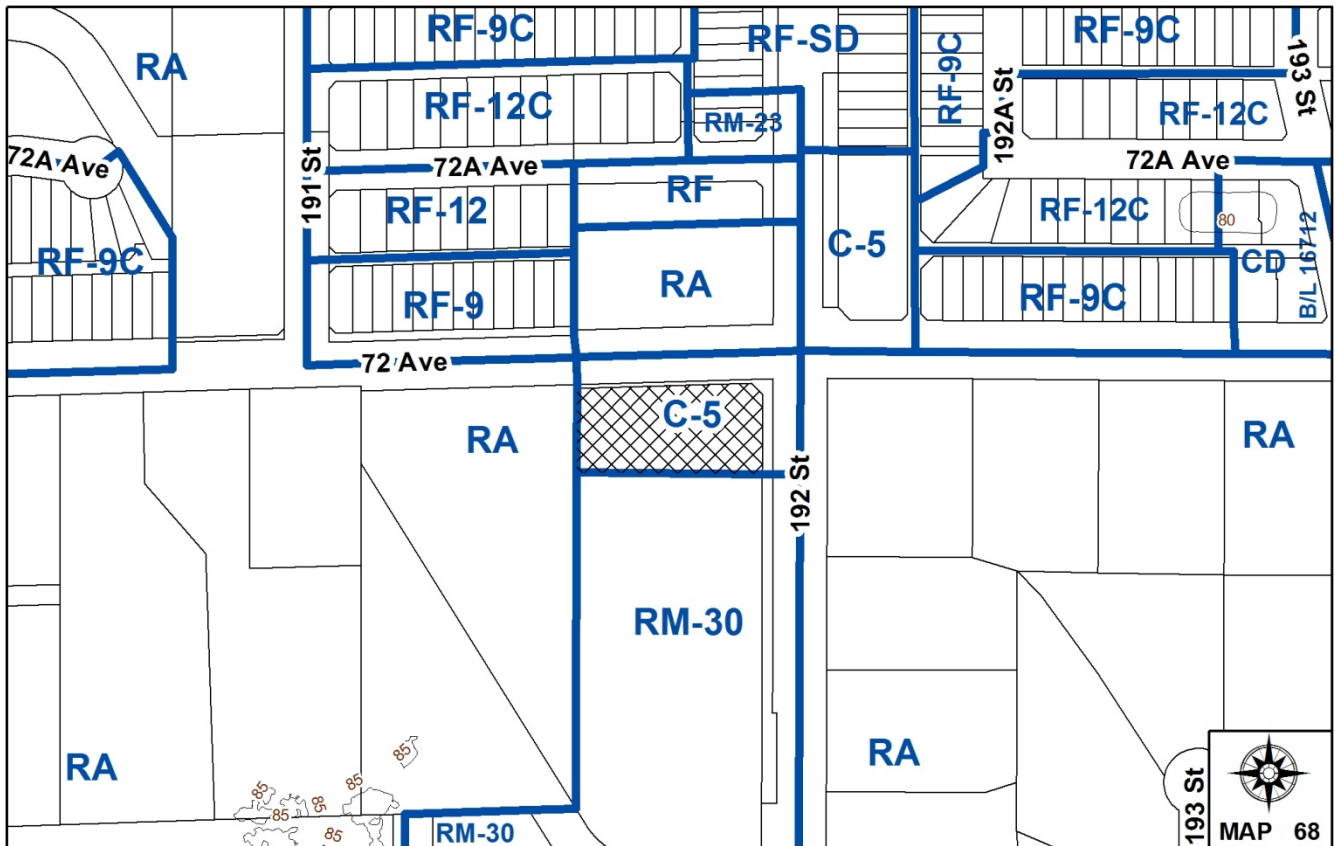 RF-9C
RF-SD
RF-9C
RF-9C
193 St
RA
RF-12C
RM-23
192A St
RF-12C
72A Ave
191 St
72A Ave
72A Ave
RF
RF-12
RF-12C
80
C-5
RF-9C
CD
B/L 16712
RA
RF-9
RF-9C
72 Ave
C-5
RA
RA
192 St
RM-30
RA
RA
85
85
85
85
85
85
RM-30
193 St
MAP 68